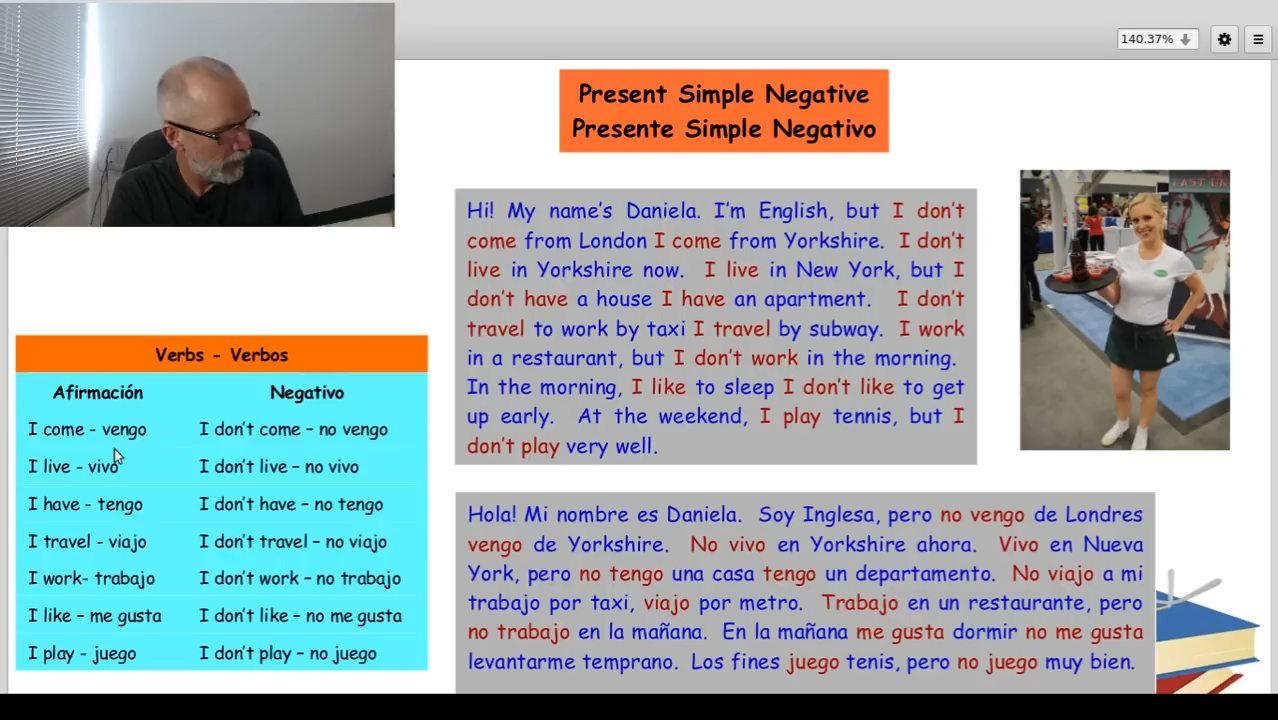 140.37%
Present Simple Negative
Presente Simple Negativo
Hi! My name's Daniela. I'm English, but I don't
come from London I come from Yorkshire. I don't
live in Yorkshire now. I live in New York, but I
don't have a house I have an apartment. I don't
travel to work by taxi I travel by subway. I work
in a restaurant, but I don't work in the morning.
In the morning, I like to sleep I don't like to get
up early. At the weekend, I play tennis, but I
don't play very well.
Verbs - Verbos
Afirmación Negativo
I come - vengo I don't come – no vengo
I live - vivo I don't live – no vivo
I have - tengo I don't have – no tengo
I travel - viajo I don't travel – no viajo
I work- trabajo I don't work – no trabajo
I like – me gusta I don't like – no me gusta
I play - juego I don't play – no juego
Hola! Mi nombre es Daniela. Soy Inglesa, pero no vengo de Londres
vengo de Yorkshire. No vivo en Yorkshire ahora. Vivo en Nueva
York, pero no tengo una casa tengo un departamento. No viajo a mi
trabajo por taxi, viajo por metro. Trabajo en un restaurante, pero
no trabajo en la mañana. En la mañana me gusta dormir no me gusta
levantarme temprano. Los fines juego tenis, pero no juego muy bien.